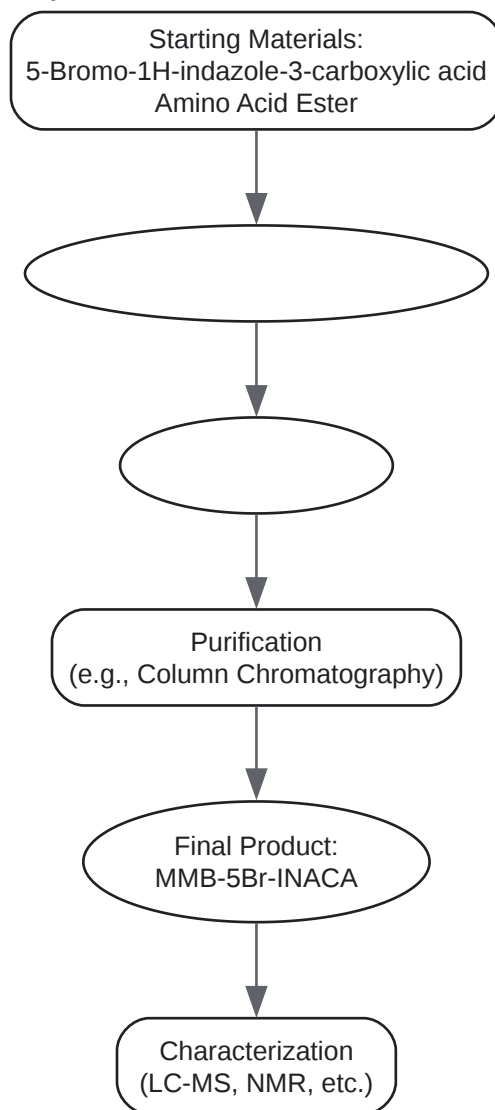 Starting Materials:
5-Bromo-1H-indazole-3-carboxylic acid
Amino Acid Ester
Purification
(e.g., Column Chromatography)
Final Product:
MMB-5Br-INACA
Characterization
(LC-MS, NMR, etc.)